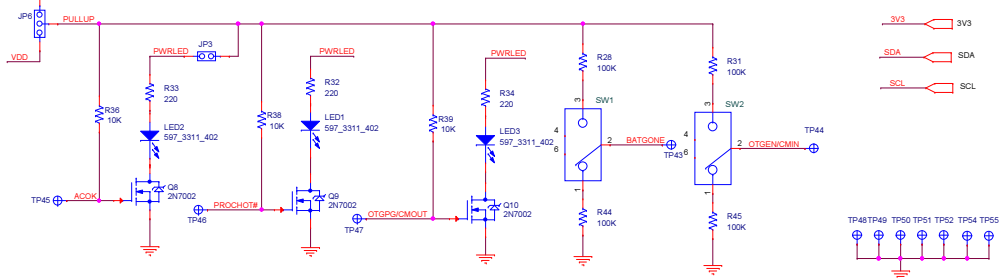 JP6
PULLUP
VDD
PWRLED
JP3
R33
220
R36
10K
LED2
597_3311_402
Q8
2N7002
TP45
ACOK
PWRLED
R32
220
R38
10K
LED1
597_3311_402
Q9
2N7002
TP46
PROCHOT#
PWRLED
R34
220
R39
10K
LED3
597_3311_402
Q10
2N7002
TP47
OTGPG/CMOUT
R28
100K
SW1
3
4
6
2
1
BATGONE
TP43
R44
100K
R31
100K
SW2
3
4
6
2
1
OTGEN/CMIN
TP44
R45
100K
3V3
3V3
SDA
SDA
SCL
SCL
TP48 TP49 TP50 TP51 TP52 TP54 TP55